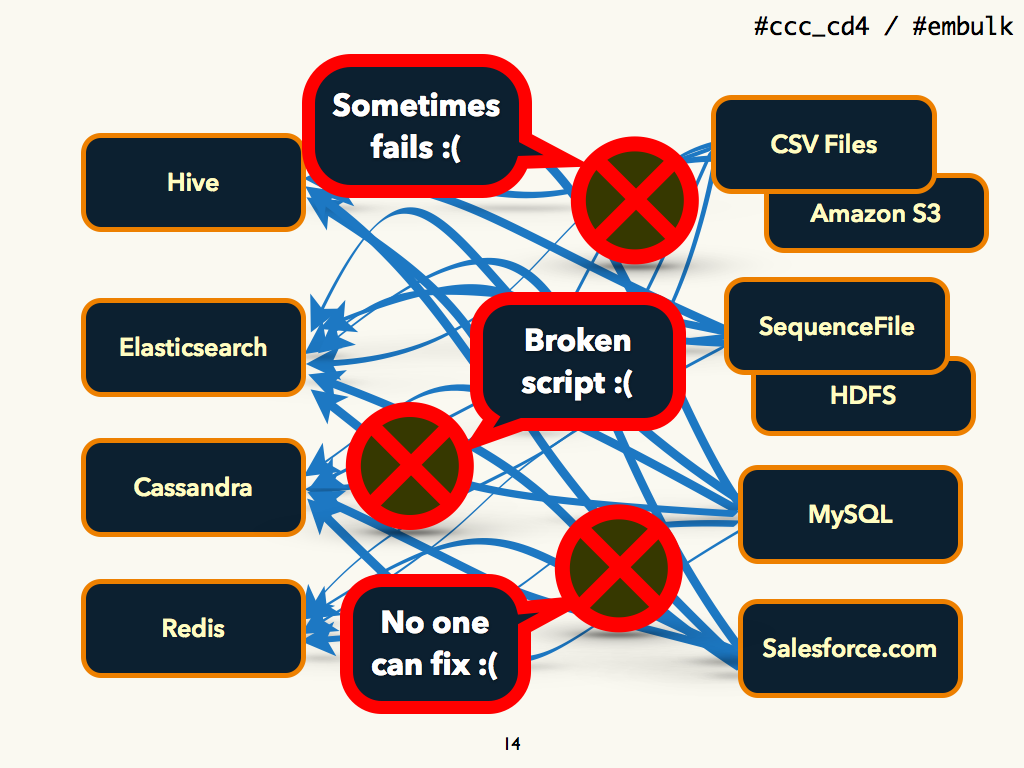 #ccc_cd4 / #embulk
Sometimes
fails :(
CSV Files
Hive
Amazon S3
SequenceFile
Elasticsearch
Broken
script :(
HDFS
Cassandra
MySQL
Redis
No one
can fix :(
Salesforce.com
14